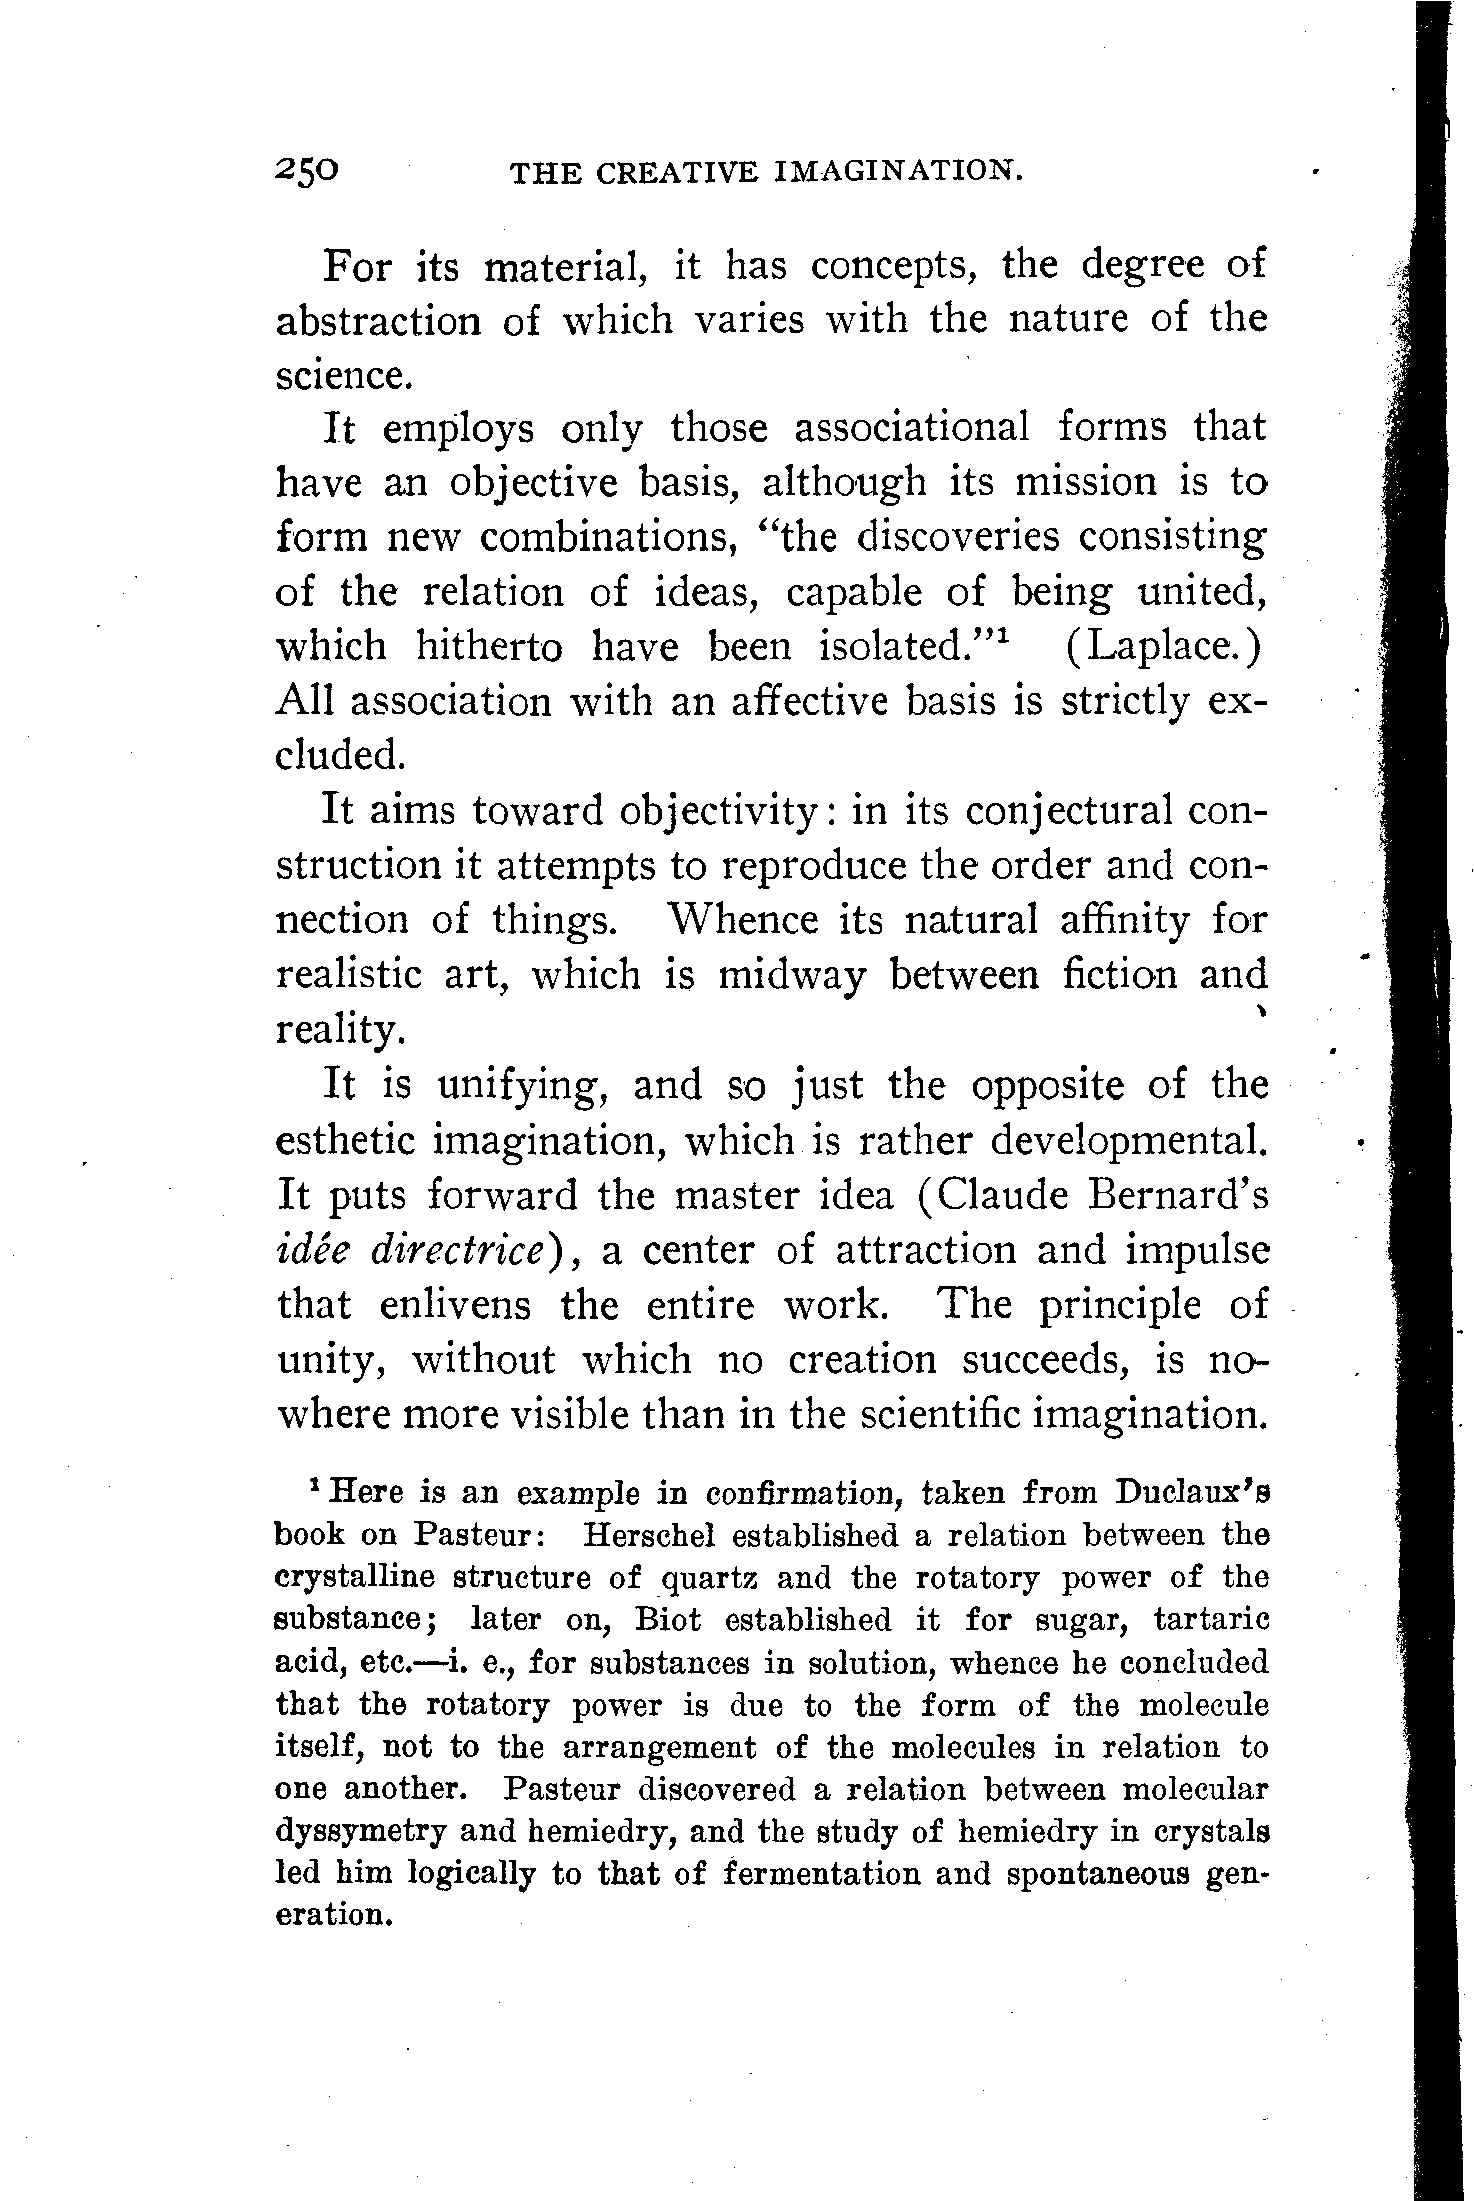 250 THE CREATIVE IMAGINATION.
For its material, it has concepts, the degree of
abstraction of which varies with the nature of the
science.
It employs only those associational forms that
have an objective basis, although its mission is to
form new combinations, “the discoveries consisting
of the relation of ideas, capable of being united,
which hitherto have been isolated.”¹ (Laplace.)
All association with an affective basis is strictly ex-
cluded.
It aims toward objectivity: in its conjectural con-
struction it attempts to reproduce the order and con-
nection of things. Whence its natural affinity for
realistic art, which is midway between fiction and
reality.
It is unifying, and so just the opposite of the
esthetic imagination, which is rather developmental.
It puts forward the master idea (Claude Bernard’s
idée directrice), a center of attraction and impulse
that enlivens the entire work. The principle of
unity, without which no creation succeeds, is no-
where more visible than in the scientific imagination.
¹ Here is an example in confirmation, taken from Duclaux’s
book on Pasteur: Herschel established a relation between the
crystalline structure of quartz and the rotatory power of the
substance; later on, Biot established it for sugar, tartaric
acid, etc.—i. e., for substances in solution, whence he concluded
that the rotatory power is due to the form of the molecule
itself, not to the arrangement of the molecules in relation to
one another. Pasteur discovered a relation between molecular
dyssymetry and hemiedry, and the study of hemiedry in crystals
led him logically to that of fermentation and spontaneous gen-
eration.